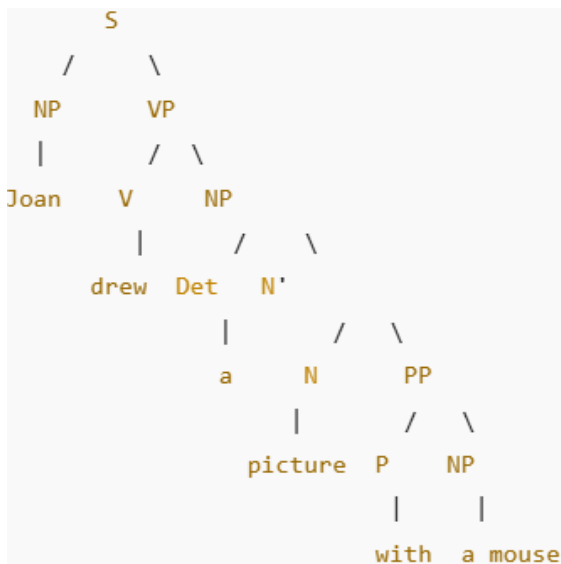 S
/ \
NP VP
| / \
Joan V NP
| / \
drew Det N'
| / \
a N PP
| / \
picture P NP
| |
with a mouse